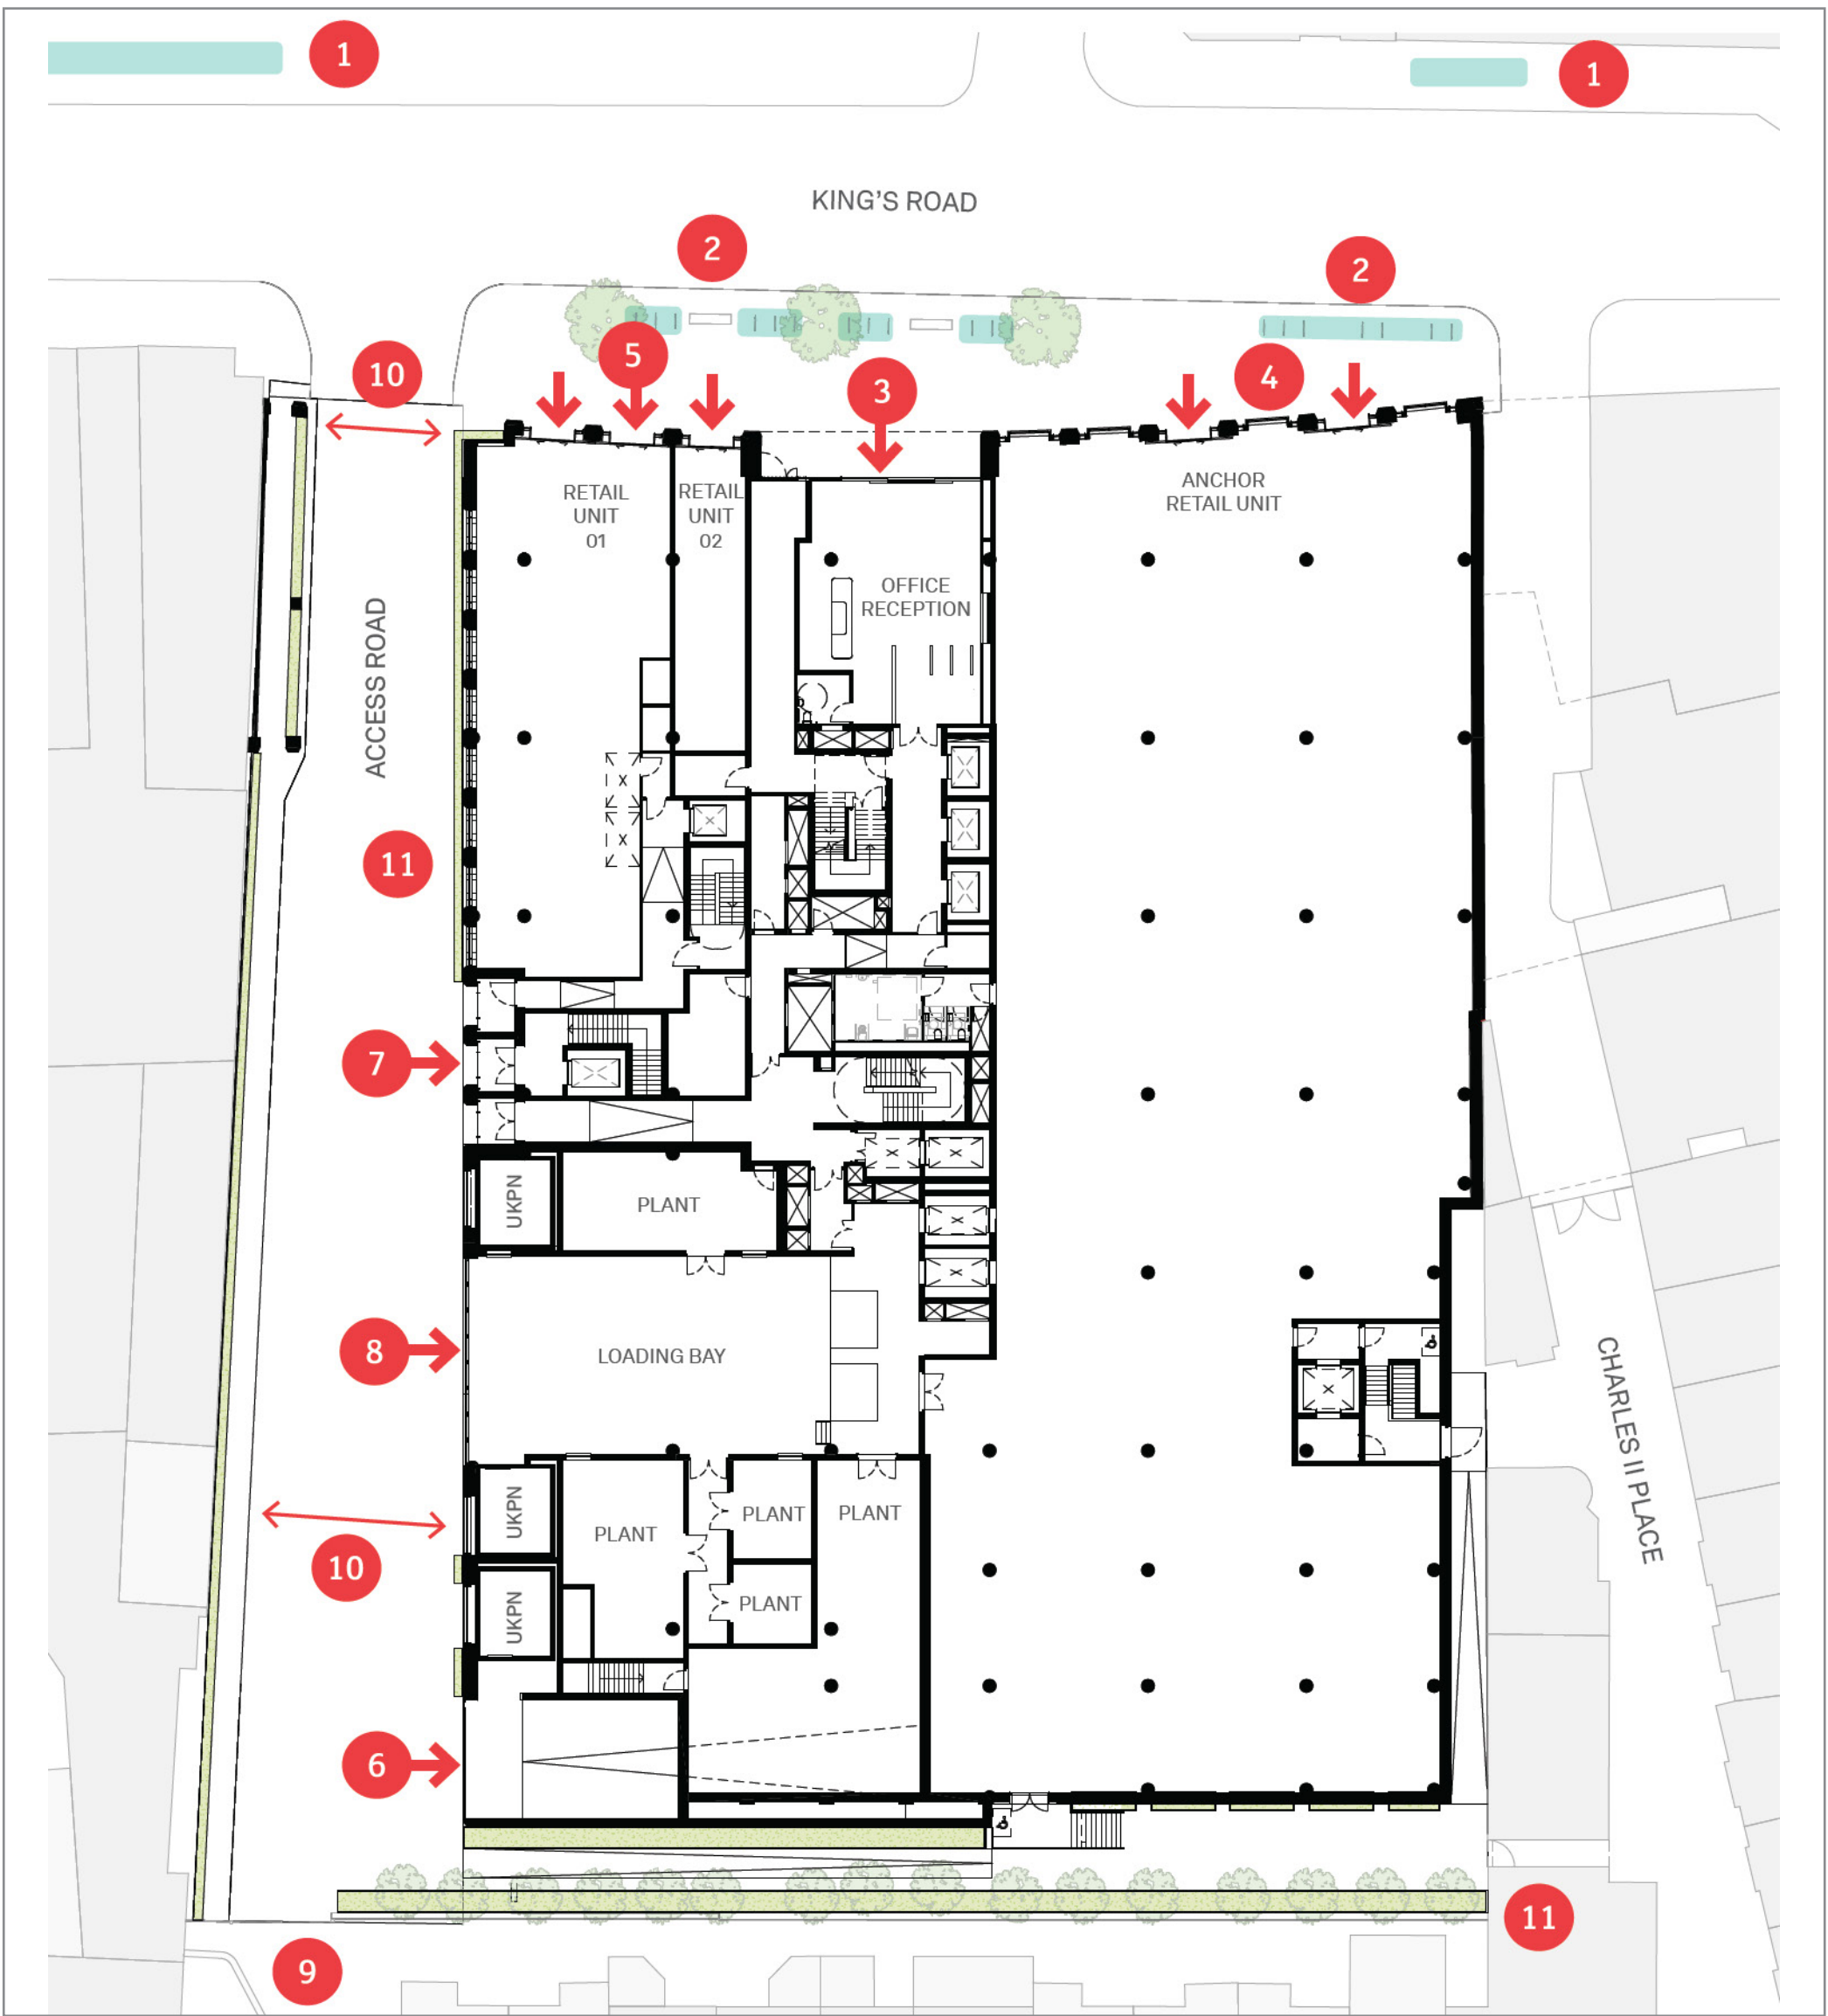 1
1
KING'S ROAD
2
2
5
10
3
4
RETAIL
UNIT
01
RETAIL
UNIT
02
ANCHOR
RETAIL UNIT
OFFICE
RECEPTION
ACCESS ROAD
11
X
X
7
UKPN
PLANT
8
LOADING BAY
CHARLES II PLACE
UKPN
PLANT
PLANT
PLANT
10
UKPN
PLANT
6
11
9